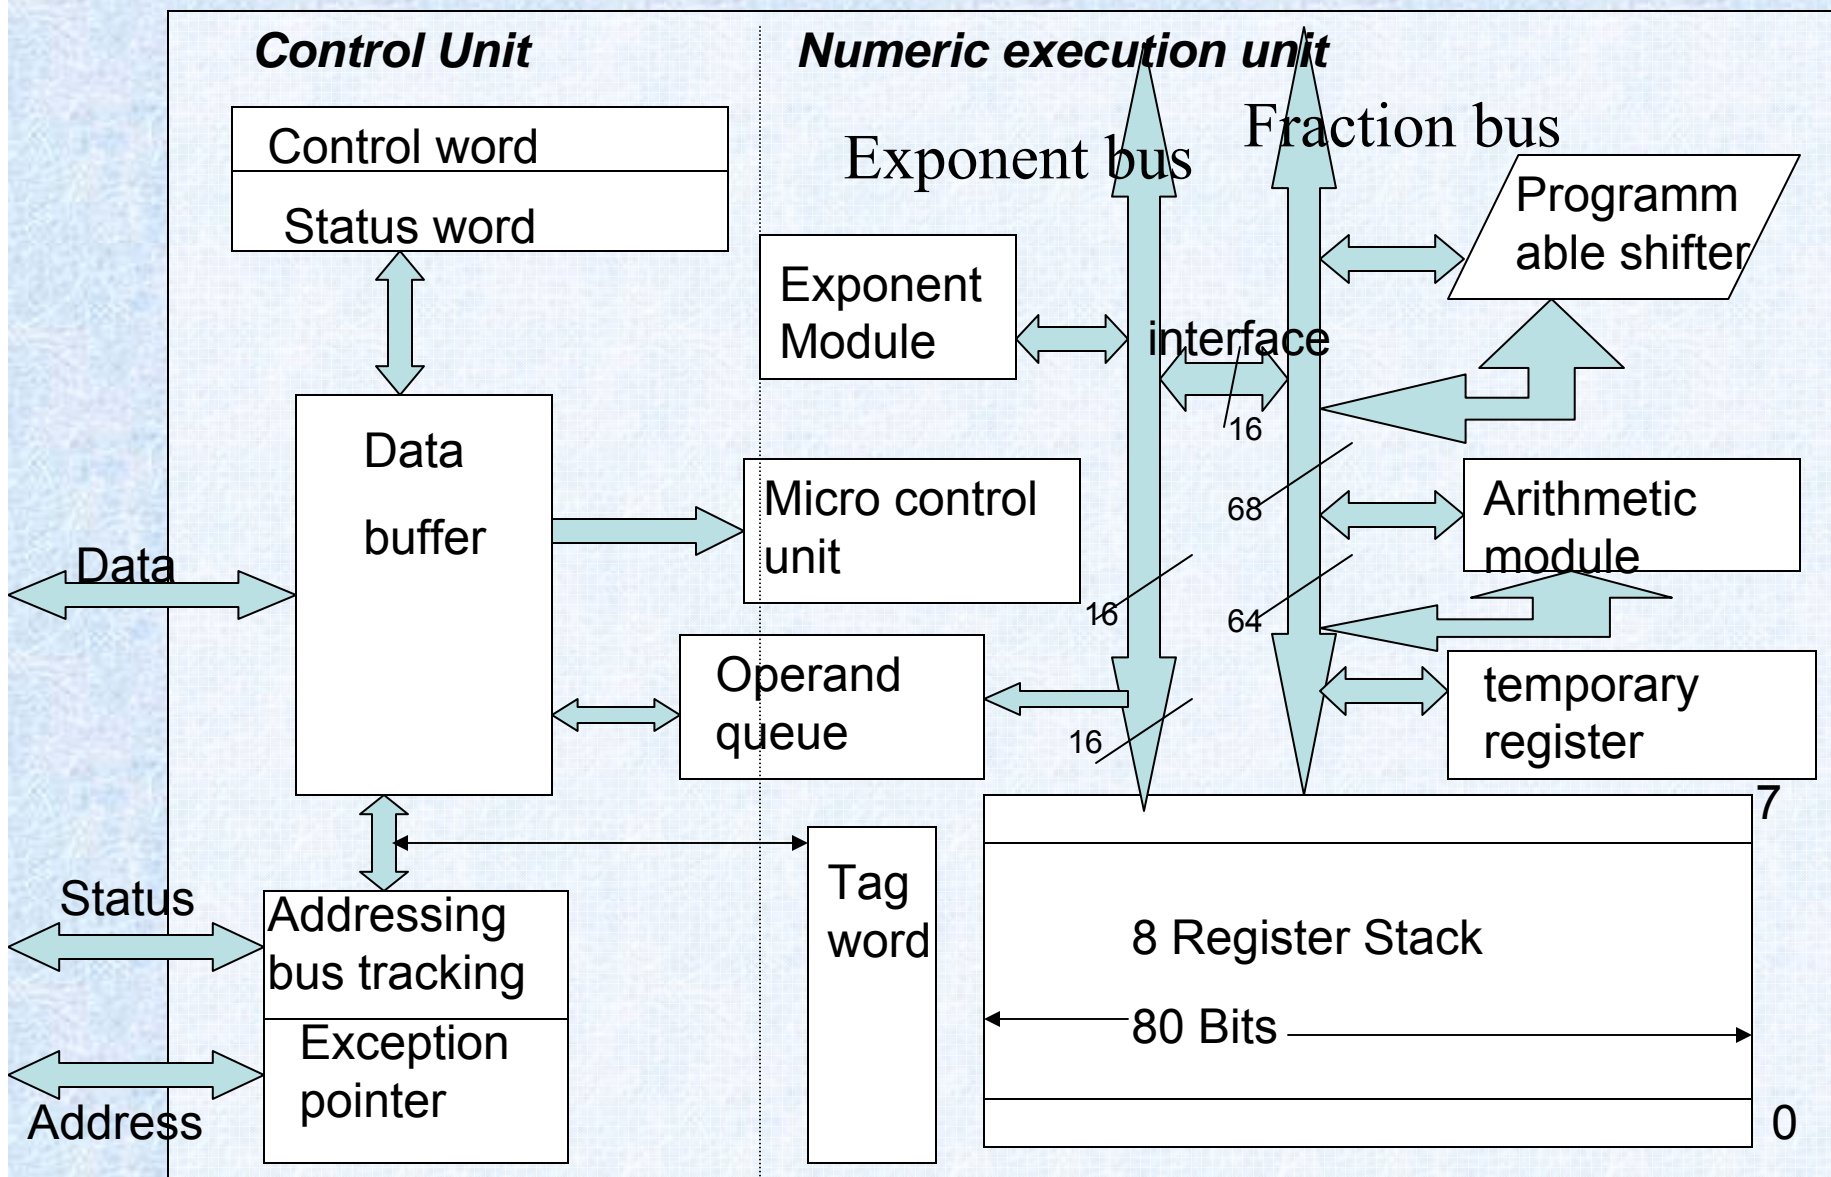 Control Unit
Numeric execution unit
Control word
Status word
Exponent bus
Fraction bus
Programm
able shifter
Exponent
Module
interface
16
Data
buffer
Micro control
unit
68
Arithmetic
module
Data
16
64
Operand
queue
16
temporary
register
7
Tag
word
Status
Addressing
bus tracking
8 Register Stack
80 Bits
Exception
pointer
Address
0